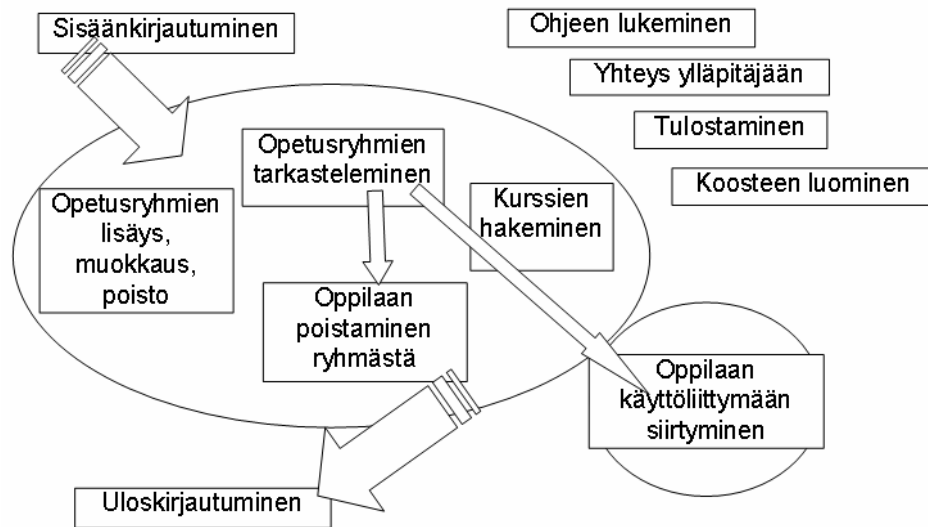 Sisäänkirjautuminen
Ohjeen lukeminen
Yhteys ylläpitäjään
Tulostaminen
Koosteen luominen
Opetusryhmien
tarkasteleminen
Kurssien
hakeminen
Opetusryhmien
lisäys,
muokkaus,
poisto
Oppilaan
poistaminen
ryhmästä
Oppilaan
käyttöliittymään
siirtyminen
Uloskirjautuminen